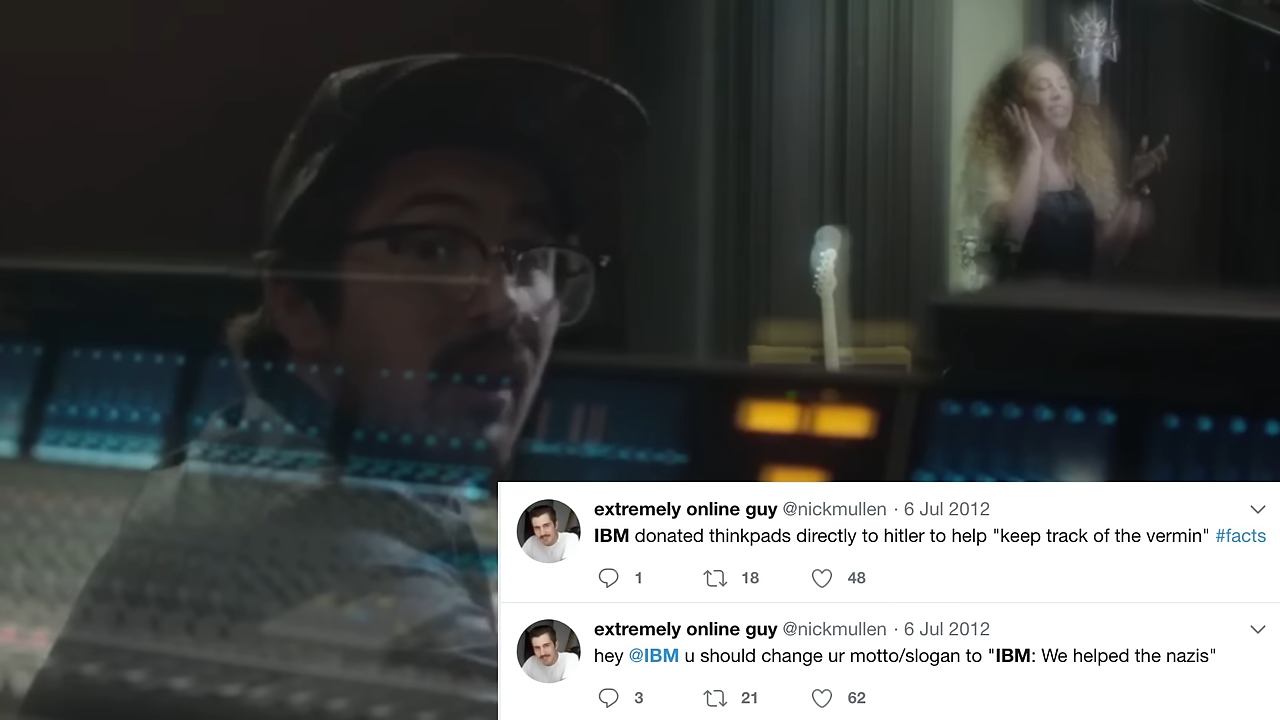 extremely online guy @nickmullen · 6 Jul 2012
IBM donated thinkpads directly to hitler to help "keep track of the vermin" #facts
1 18 48
extremely online guy @nickmullen · 6 Jul 2012
hey @IBM u should change ur motto/slogan to "IBM: We helped the nazis"
3 21 62